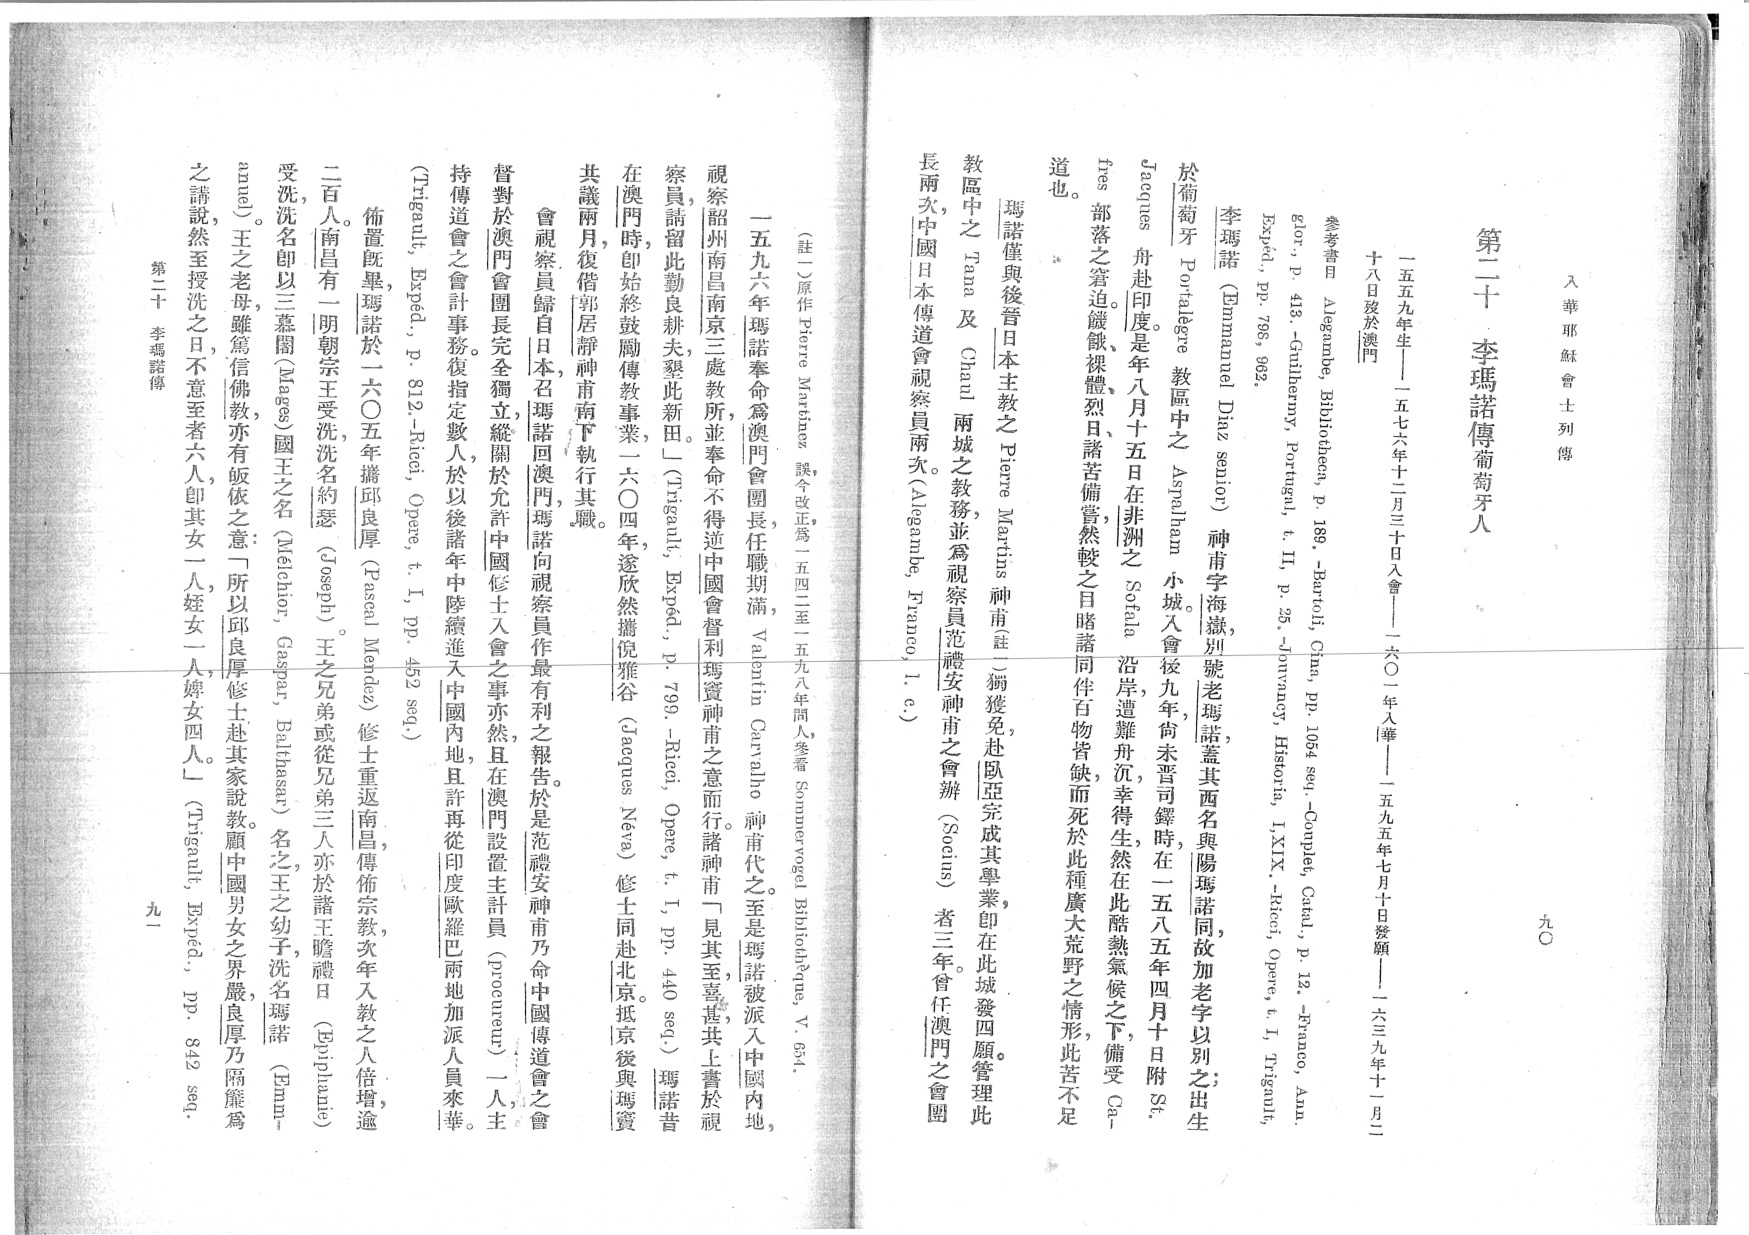 入華耶穌會士列傳
九〇
第二十 李瑪諾傳 葡萄牙人
一五五九年生——一五七六年十二月三十日入會——一六〇一年入華——一五九五年七月十日發願——一六三九年十一月二
十八日歿於澳門
參考書目 Alegambe, Bibliotheca, p. 189. –Bartoli, Cina, pp. 1054 seq. –Couplet, Catal., p. 12. –Franco, Ann.
glor., p. 413. –Guilhermy, Portugal, t. II, p. 25. –Jouvancy, Historia, I, XIX. –Ricci, Opere, t. I, Trigault,
Expéd., pp. 798, 962.
李瑪諾 (Emmanuel Diaz senior) 神甫字海嶽，別號老瑪諾，蓋其西名與陽瑪諾同，故加老字以別之；出生
於葡萄牙 Portalègre 教區中之 Aspalham 小城。入會後九年，尙未晋司鐸時，在一五八五年四月十日附 St.
Jacques 舟赴印度。是年八月十五日在非洲之 Sofala 沿岸遭難舟沉，幸得生，然在此酷熱氣候之下，備受 Ca-
fres 部落之窘迫。饑餓、裸體、烈日諸苦備嘗，然較之目睹諸同伴百物皆缺，而死於此種廣大荒野之情形，此苦不足
道也。
瑪諾僅與後晉日本主教之 Pierre Martins 神甫(註一)獨獲免，赴臥亞完成其學業，卽在此城發四願。管理此
教區中之 Tana 及 Chaul 兩城之教務，並爲視察員范禮安神甫之會辦 (Socius) 者三年。曾任澳門之會團
長兩次，中國日本傳道會視察員兩次。(Alegambe, Franco, l. c.)
(註一)原作 Pierre Martinez 誤，今改正，爲一五四二至一五九八年間人，參看 Sommervogel Bibliothèque, V. 654.
一五九六年瑪諾奉命爲澳門會團長，任職期滿，Valentin Carvalho 神甫代之。至是瑪諾被派入中國內地，
視察韶州南昌南京三處教所，並奉命不得逆中國會督利瑪竇神甫之意而行。諸神甫「見其至，喜甚，共上書於視
察員，請留此勤良耕夫墾此新田。」(Trigault, Expéd., p. 799. –Ricci, Opere, t. I, pp. 440 seq.) 瑪諾昔
在澳門時，卽始終鼓勵傳教事業，一六〇四年，遂欣然攜倪雅谷 (Jacques Néva) 修士同赴北京。抵京後與瑪竇
共議兩月，復偕郭居靜神甫南下執行其職。
會視察員歸自日本，召瑪諾回澳門，瑪諾向視察員作最有利之報告。於是范禮安神甫乃命中國傳道會之會
督對於澳門會團長完全獨立，縱關於允許中國修士入會之事亦然，且在澳門設置主計員 (procureur) 一人，主
持傳道會之會計事務。復指定數人，於以後諸年中陸續進入中國內地，且許再從印度歐羅巴兩地加派人員來華。
(Trigault, Expéd., p. 812.–Ricci, Opere, t. I, pp. 452 seq.)
佈置旣畢，瑪諾於一六〇五年攜邱良厚 (Pascal Mendez) 修士重返南昌，傳佈宗教，次年入教之人倍增，逾
二百人。南昌有一明朝宗王受洗，洗名約瑟 (Joseph)。王之兄弟或從兄弟三人亦於諸王瞻禮日 (Epiphanie)
受洗，洗名卽以三慕閣(Mages)國王之名 (Melchior, Gaspar, Balthasar) 名之，王之幼子，洗名瑪諾 (Emm-
anuel)。王之老母，雖篤信佛教，亦有皈依之意：「所以邱良厚修士赴其家說教。顧中國男女之界嚴，良厚乃隔簾爲
之講說，然至授洗之日，不意至者六人，卽其女一人，姪女一人，婢女四人。」(Trigault, Expéd., pp. 842 seq.
第二十 李瑪諾傳
九一